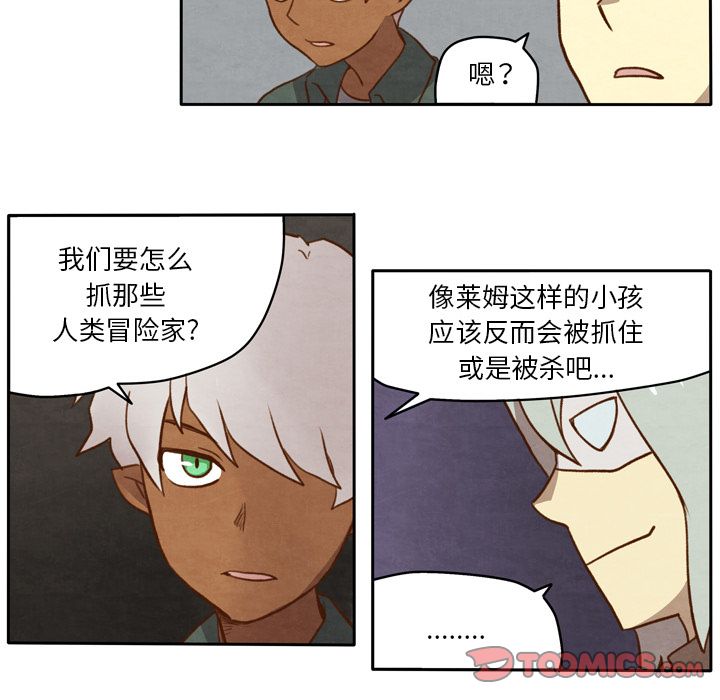 嗯？
我们要怎么
抓那些
人类冒险家?
像莱姆这样的小孩
应该反而会被抓住
或是被杀吧...
........
TOOMICS.COM